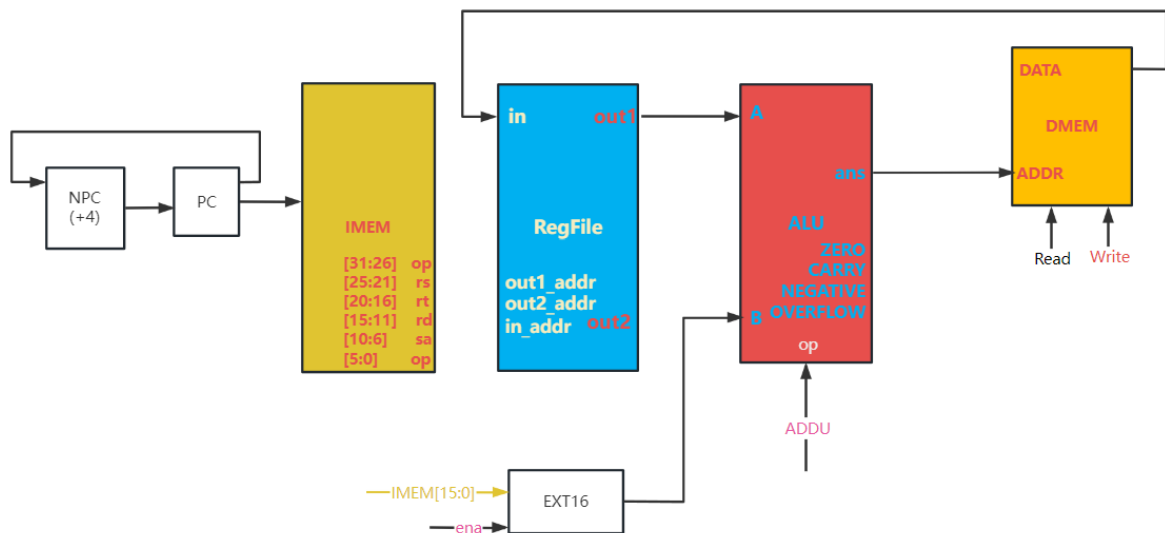 NPC
(+4)
PC
IMEM
[31:26] op
[25:21] rs
[20:16] rt
[15:11] rd
[10:6] sa
[5:0] op
in
out1
RegFile
out1_addr
out2_addr
in_addr
out2
A
ans
ALU
ZERO
CARRY
NEGATIVE
OVERFLOW
B
op
ADDU
DATA
DMEM
ADDR
Read
Write
IMEM[15:0]
ena
EXT16